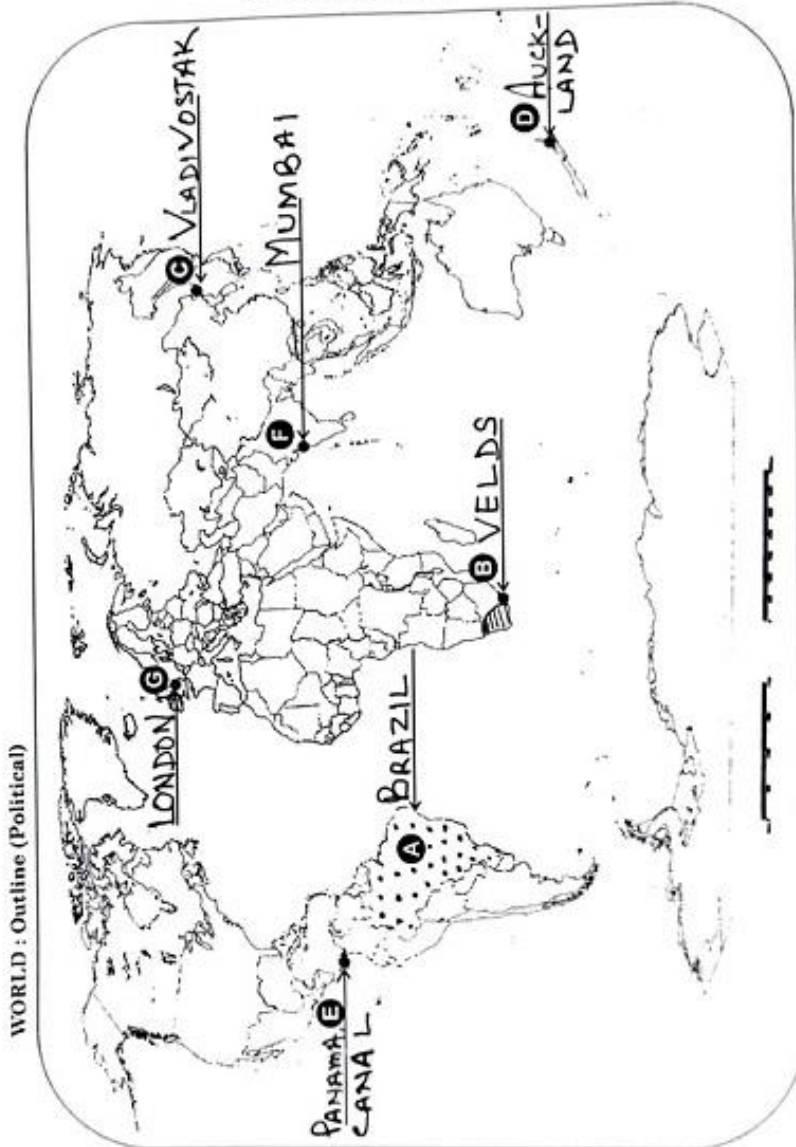 WORLD : Outline (Political)
C VLADIVOSTAK
G
LONDON
F MUMBAI
PANAMA E
CANAL
A BRAZIL
B VELDS
D AUCK-
LAND